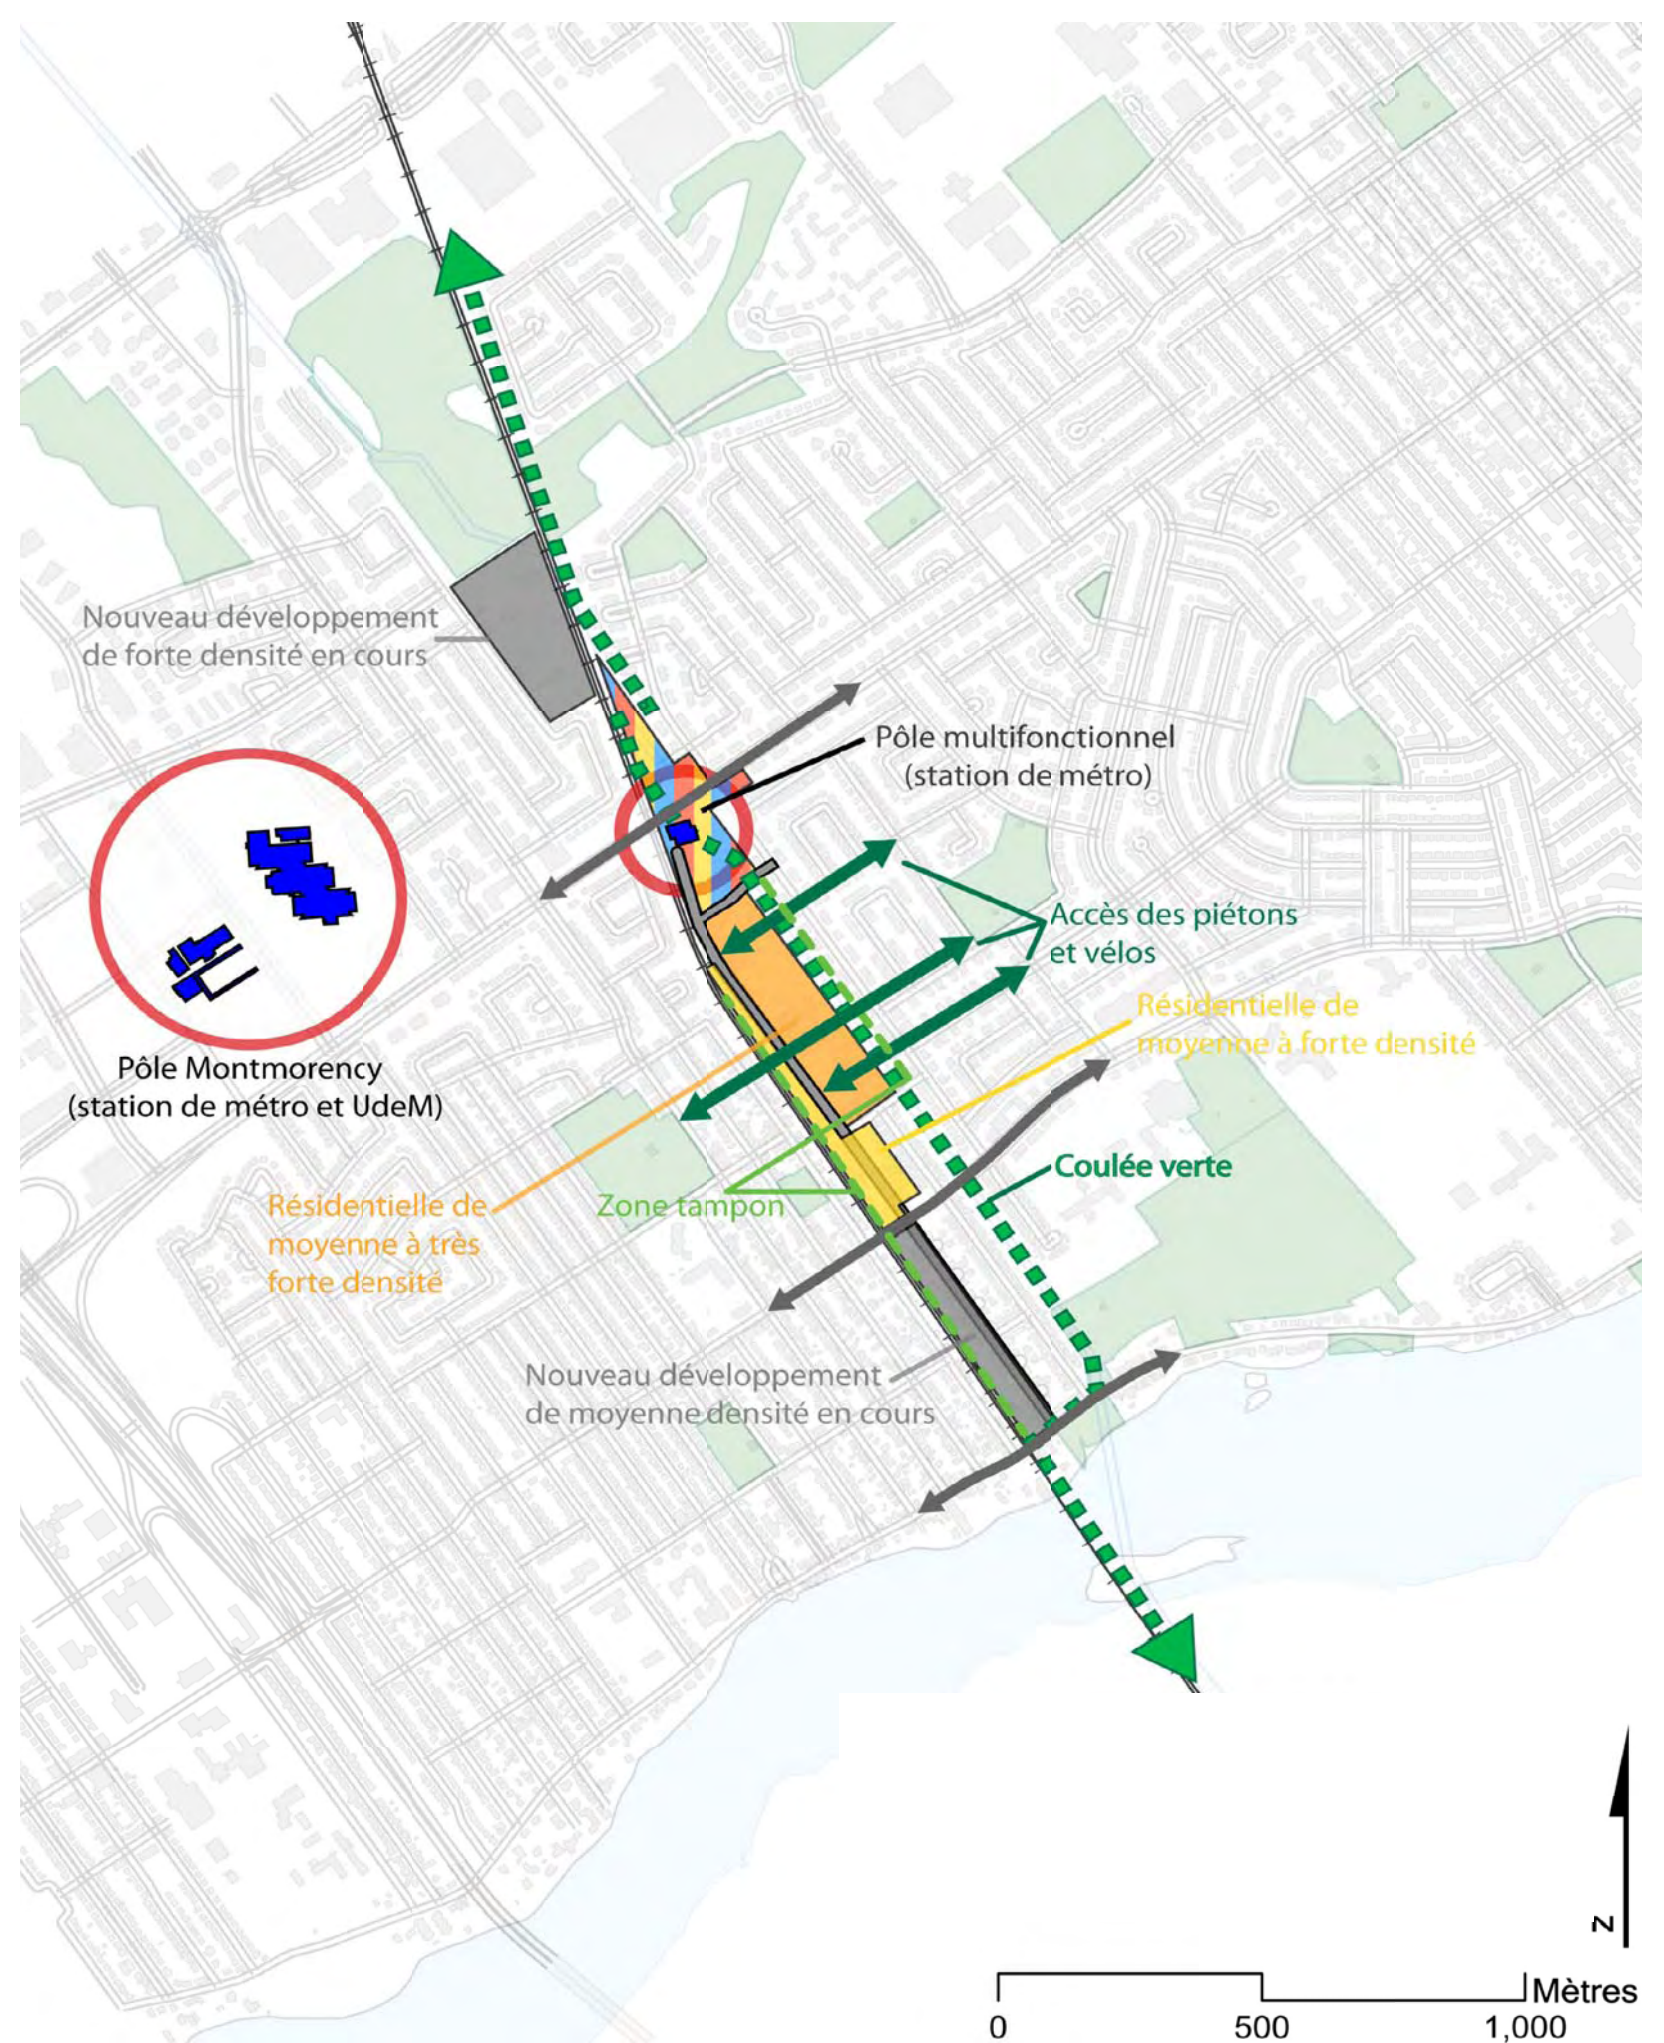 Nouveau développement
de forte densité en cours
Pôle multifonctionnel
(station de métro)
Accès des piétons
et vélos
Résidentielle de
moyenne à forte densité
Pôle Montmorency
(station de métro et UdeM)
Coulée verte
Résidentielle de
moyenne à très
forte densité
Zone tampon
Nouveau développement
de moyenne densité en cours
N
Mètres
0 500 1,000